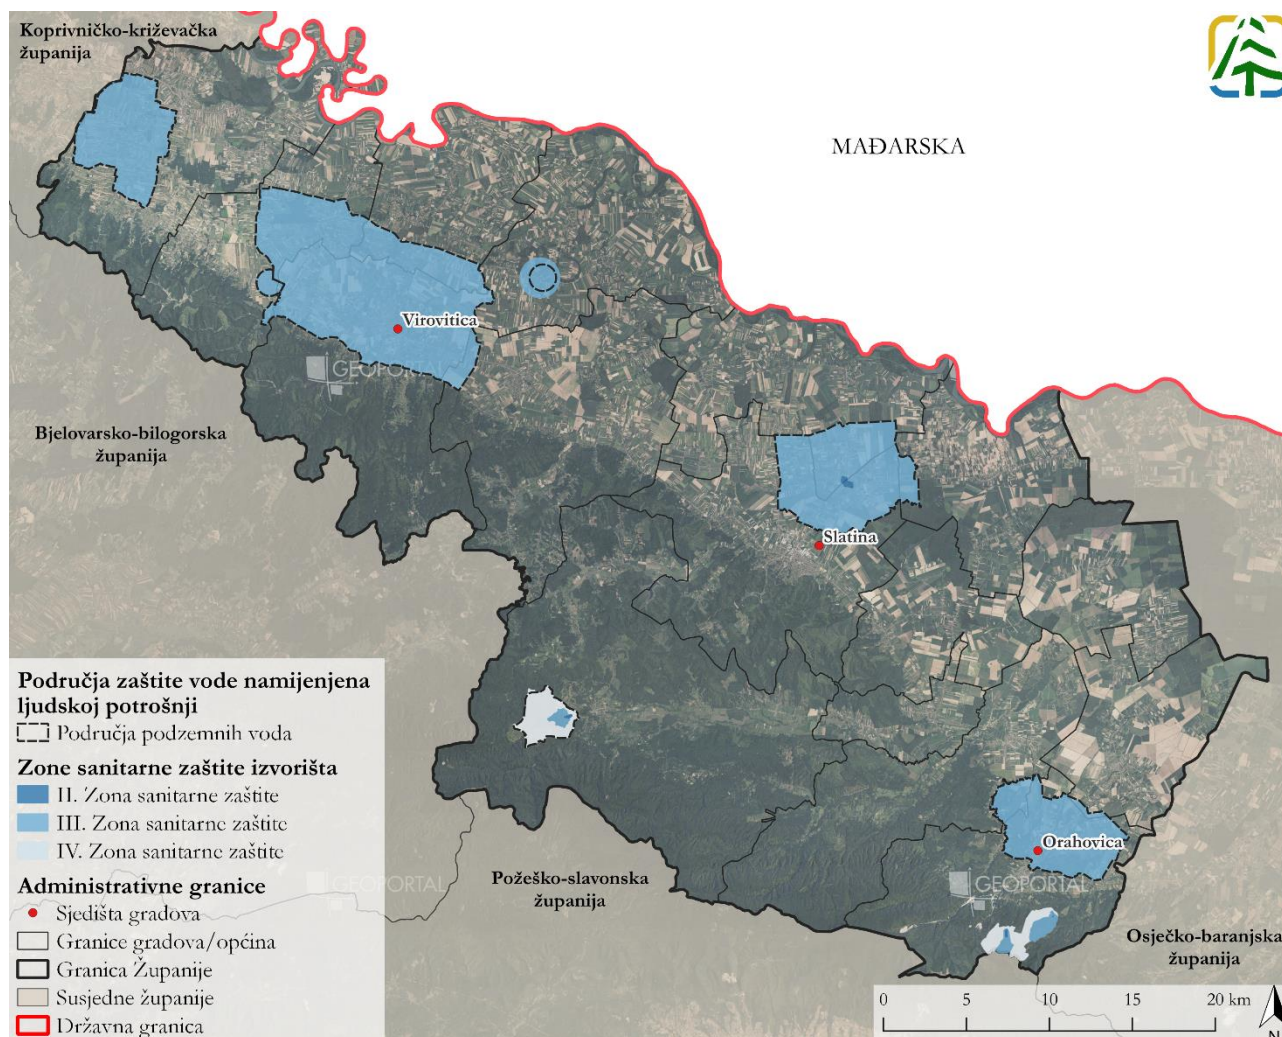 Koprivničko-križevačka
županija
MAĐARSKA
Virovitica
GEOPORTAL
Bjelovarsko-bilogorska
županija
Slatina
Orahovica
GEOPORTAL
GEOPORTAL
Požeško-slavonska
županija
Osječko-baranjska
županija
Područja zaštite vode namijenjena
ljudskoj potrošnji
Područja podzemnih voda
Zone sanitarne zaštite izvorišta
II. Zona sanitarne zaštite
III. Zona sanitarne zaštite
IV. Zona sanitarne zaštite
Administrativne granice
Sjedišta gradova
Granice gradova/općina
Granica Županije
Susjedne županije
Državna granica
0 5 10 15 20 km
N